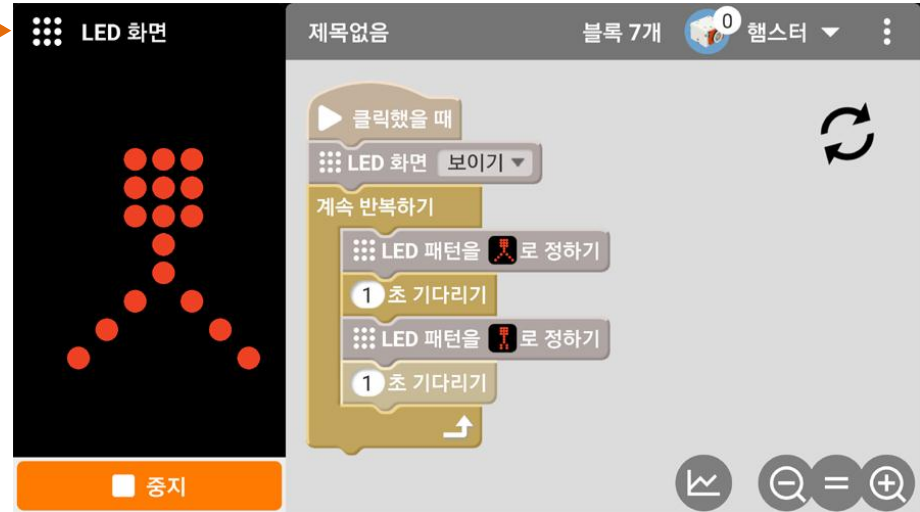 LED 화면
제목없음
블록 7개
0
햄스터
클릭했을 때
LED 화면 보이기
계속 반복하기
LED 패턴을 로 정하기
1 초 기다리기
LED 패턴을 로 정하기
1 초 기다리기
중지